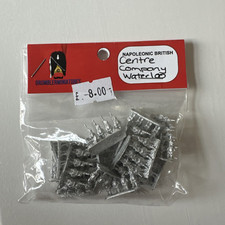 NAPOLEONIC BRITISH
Centre
Company
Waterloo
£-8.00